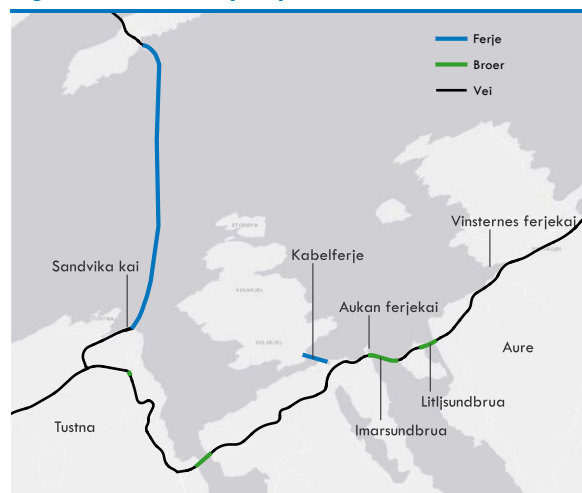 Ferje
Broer
Vei
Vinsternes ferjekai
Kabelferje
Sandvika kai
Aukan ferjekai
Aure
Litljsundbrua
Tustna
Imarsundbrua